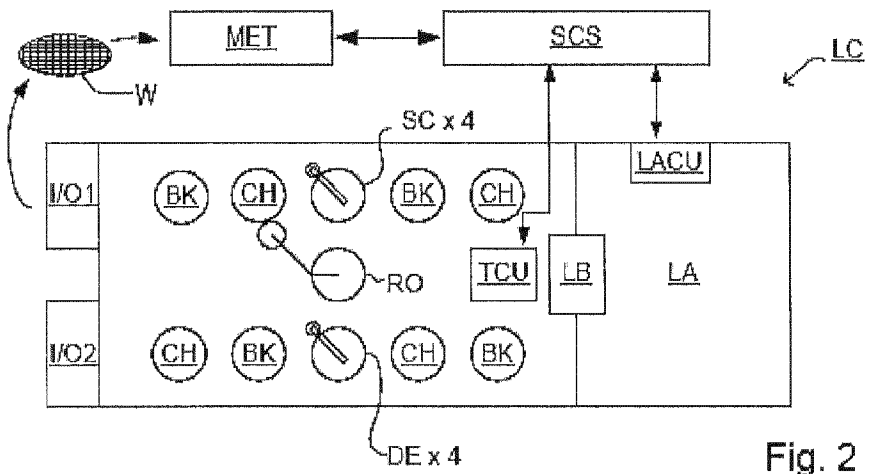 MET
SCS
LC
W
SC x 4
LACU
I/O1
BK
CH
BK
CH
RO
TCU
LB
LA
I/O2
CH
BK
CH
BK
DE x 4
Fig. 2